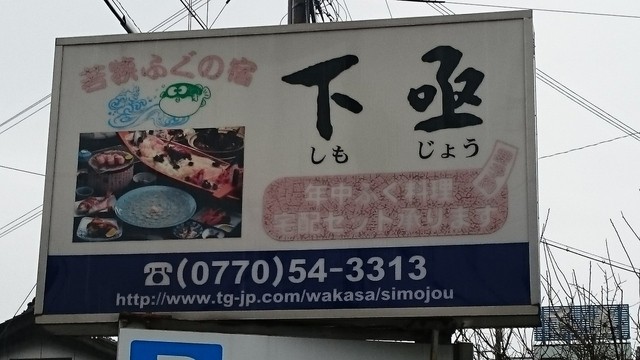 若狭ふぐの宿
下亟
しも じょう
年中ふぐ料理
宅配セット承ります
☎(0770)54-3313
http://www.tg-jp.com/wakasa/simojou
P